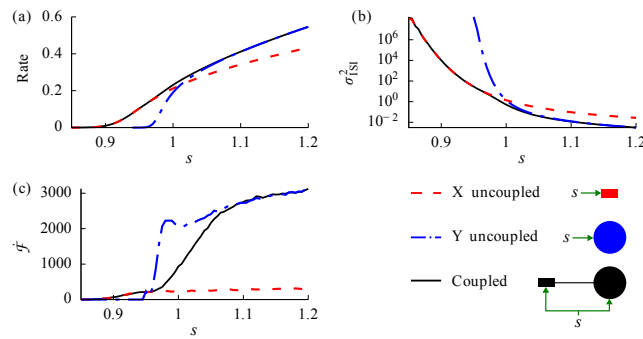 (a)
Rate
0.6
0.4
0.2
0
0.9
1
1.1
1.2
s
(b)
σ²ISI
10⁶
10⁴
10²
10⁰
10⁻²
0.9
1
1.1
1.2
s
(c)
Ḟ
3000
2000
1000
0
0.9
1
1.1
1.2
s
X uncoupled
s
Y uncoupled
s
Coupled
s